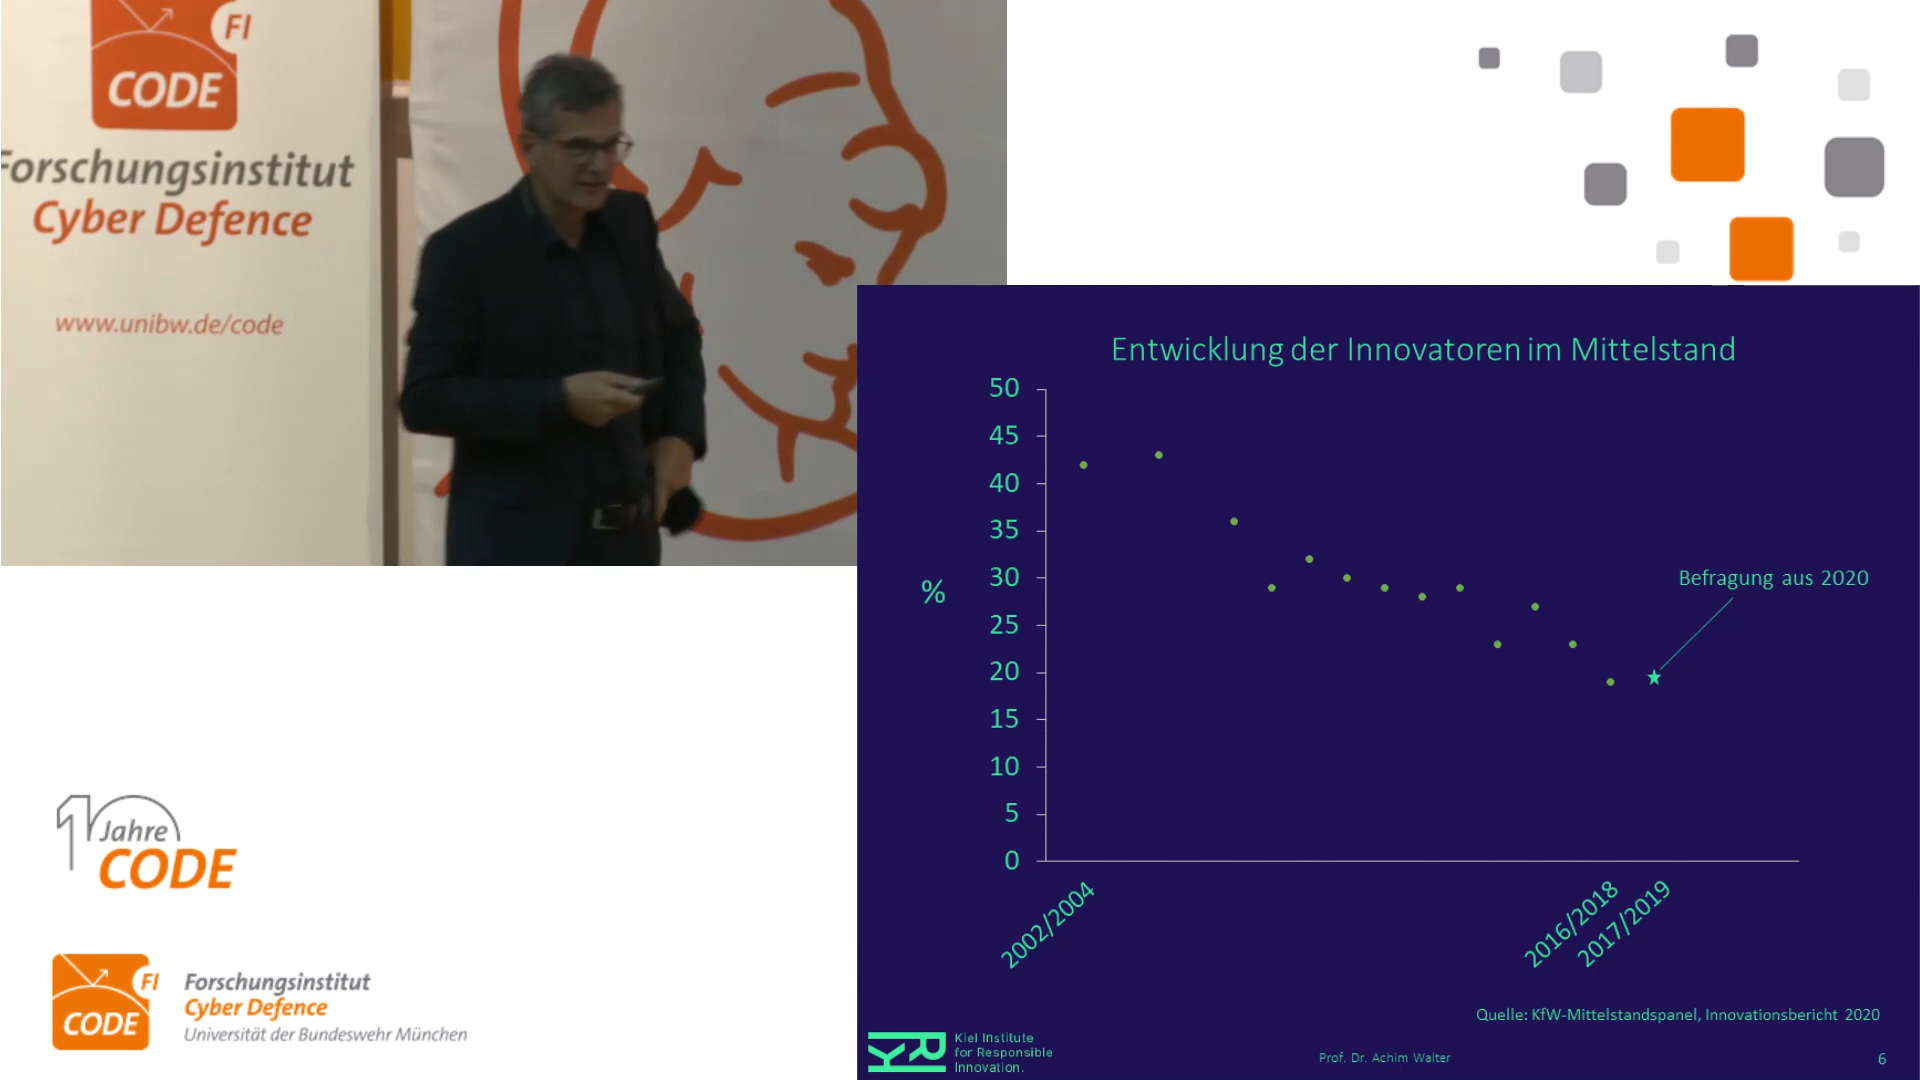 FI
CODE
Forschungsinstitut
Cyber Defence
www.unibw.de/code
Entwicklung der Innovatoren im Mittelstand
50
45
40
35
30
25
20
15
10
5
0
%
Befragung aus 2020
2002/2004
2016/2018
2017/2019
Quelle: KfW-Mittelstandspanel, Innovationsbericht 2020
Kiel Institute
for Responsible
Innovation.
Prof. Dr. Achim Walter
6
10 Jahre
CODE
FI
CODE
Forschungsinstitut
Cyber Defence
Universität der Bundeswehr München